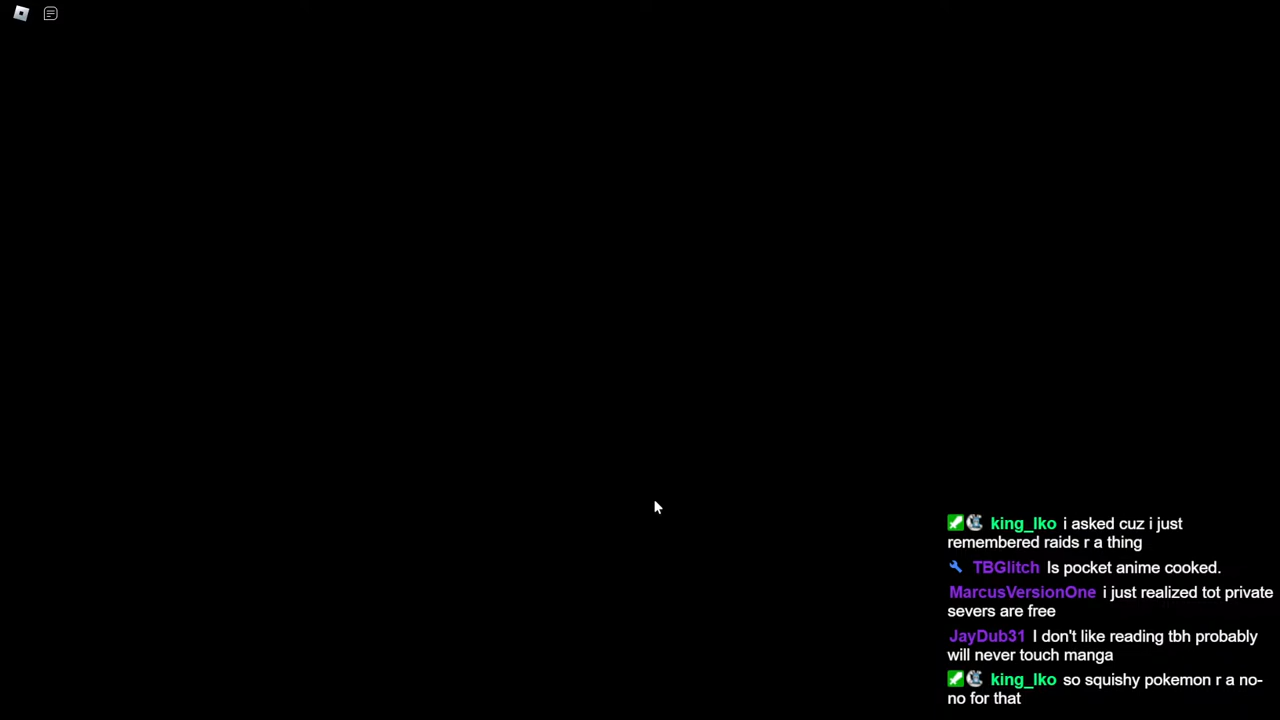 king_lko i asked cuz i just
remembered raids r a thing
TBGlitch Is pocket anime cooked.
MarcusVersionOne i just realized tot private
severs are free
JayDub31 I don't like reading tbh probably
will never touch manga
king_lko so squishy pokemon r a no-
no for that